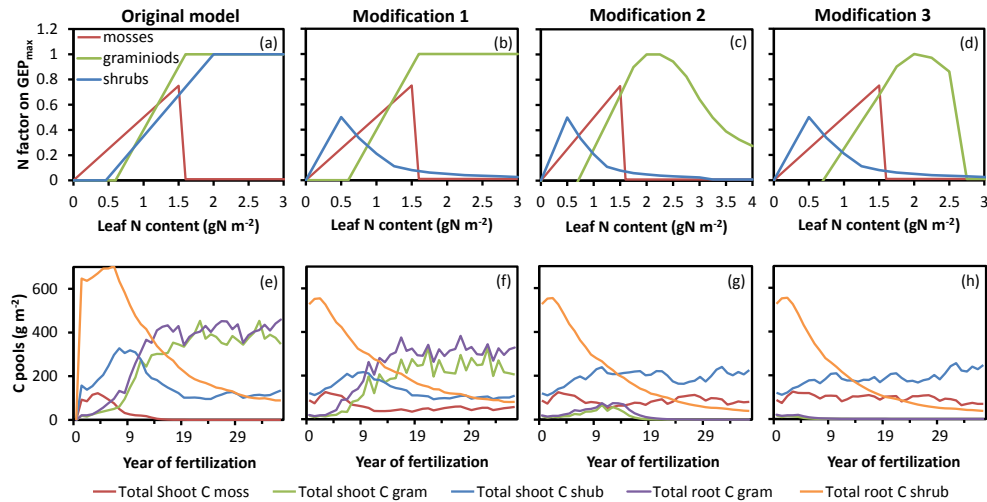 Original model
Modification 1
Modification 2
Modification 3
N factor on GEPmax
1.2
1
0.8
0.6
0.4
0.2
0
(a)
mosses
graminiods
shrubs
(b)
(c)
(d)
0 0.5 1 1.5 2 2.5 3
0 0.5 1 1.5 2 2.5 3
0 0.5 1 1.5 2 2.5 3 3.5 4
0 0.5 1 1.5 2 2.5 3
Leaf N content (gN m-2)
Leaf N content (gN m-2)
Leaf N content (gN m-2)
Leaf N content (gN m-2)
C pools (g m-2)
600
400
200
0
(e)
(f)
(g)
(h)
0 9 19 29
0 9 19 29
0 9 19 29
0 9 19 29
Year of fertilization
Year of fertilization
Year of fertilization
Year of fertilization
Total Shoot C moss
Total shoot C gram
Total shoot C shub
Total root C gram
Total root C shrub